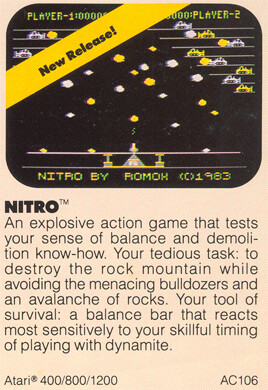 PLAYER-1:0000
0000:PLAYER-2
New Release!
NITRO BY ROMOX (C)1983
NITRO™
An explosive action game that tests
your sense of balance and demoli-
tion know-how. Your tedious task: to
destroy the rock mountain while
avoiding the menacing bulldozers and
an avalanche of rocks. Your tool of
survival: a balance bar that reacts
most sensitively to your skillful timing
of playing with dynamite.
Atari® 400/800/1200 AC106